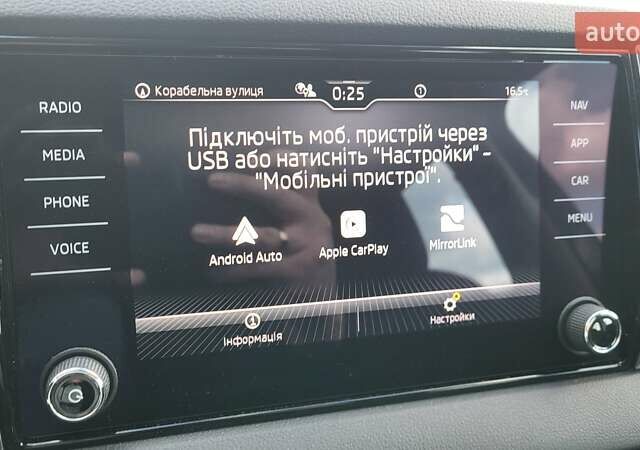 auto
Корабельна вулиця
0:25
16.5°c
RADIO
MEDIA
PHONE
VOICE
NAV
APP
CAR
MENU
Підключіть моб. пристрій через
USB або натисніть "Настройки" -
"Мобільні пристрої".
Android Auto
Apple CarPlay
MirrorLink
Інформація
Настройки